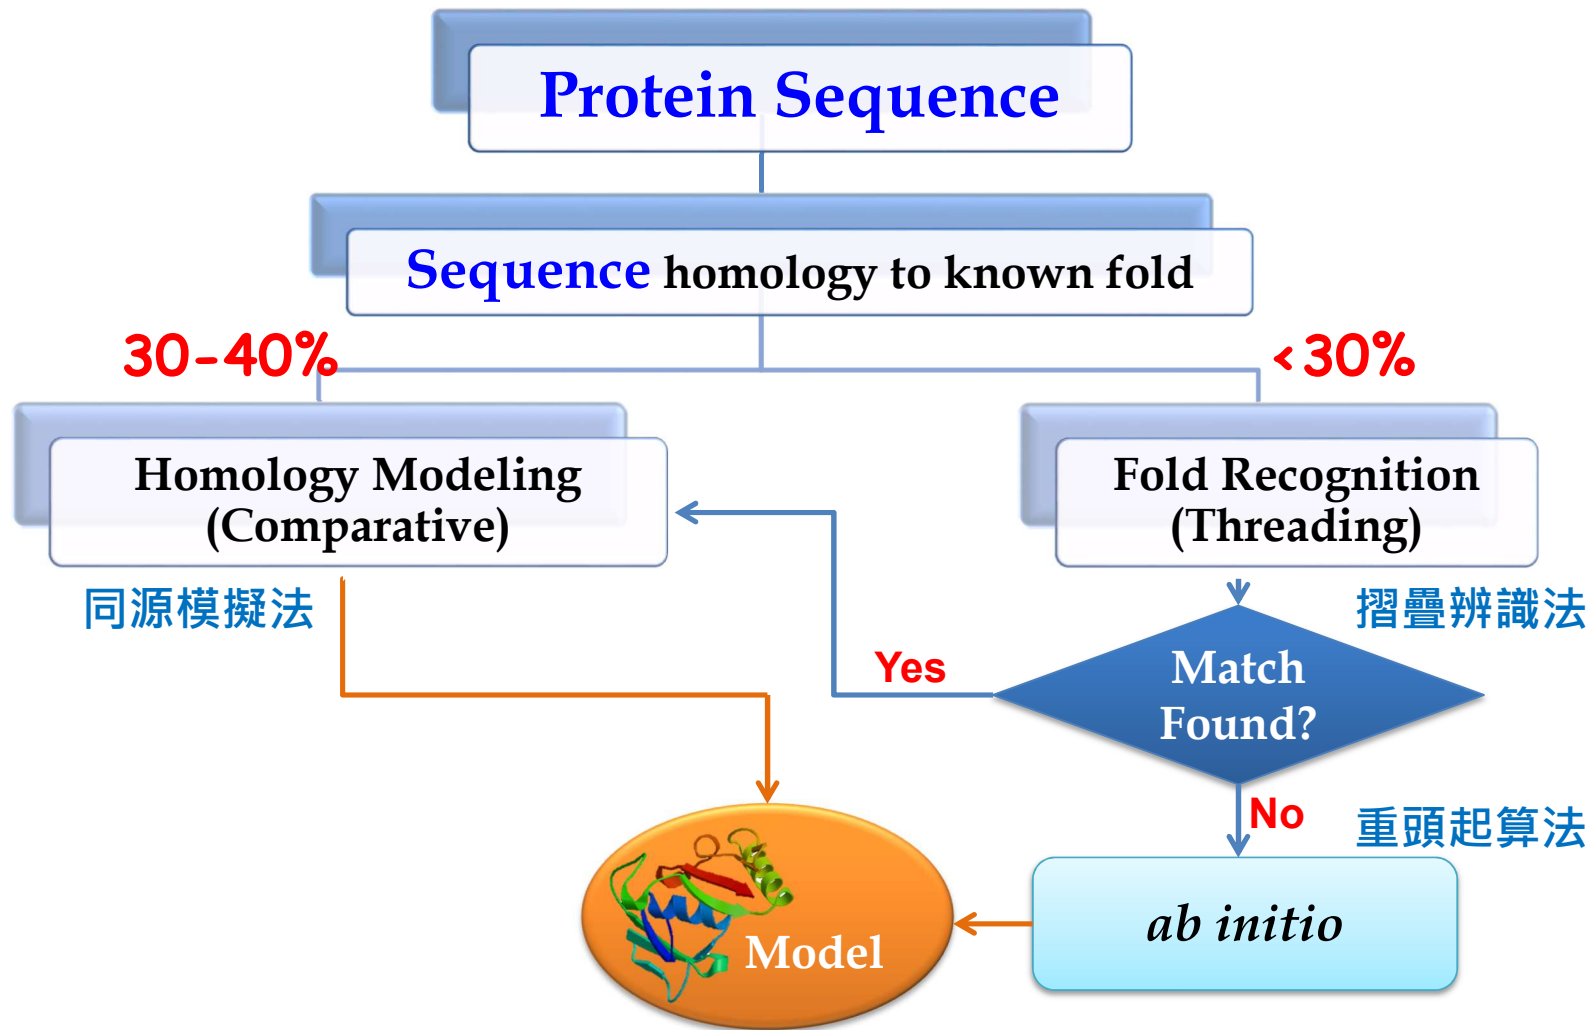 Protein Sequence
Sequence homology to known fold
30-40%
<30%
Homology Modeling
(Comparative)
Fold Recognition
(Threading)
同源模擬法
摺疊辨識法
Yes
Match
Found?
No
重頭起算法
ab initio
Model